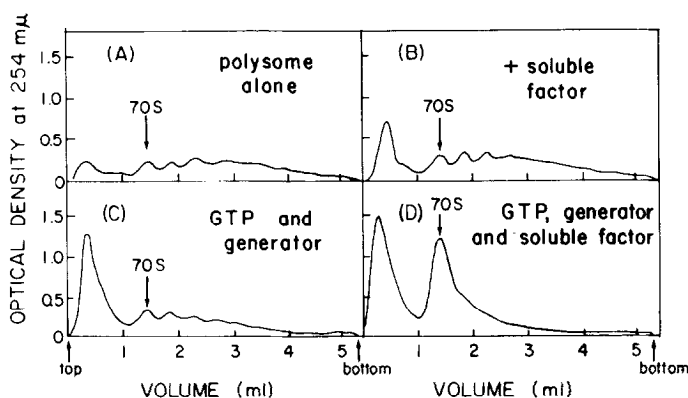 OPTICAL DENSITY at 254 mμ
1.5
1.0
0.5
0
(A)
polysome
alone
70S
(B)
+ soluble
factor
70S
1.5
1.0
0.5
0
(C)
GTP and
generator
70S
(D)
GTP, generator
and soluble factor
70S
1 2 3 4 5
top
bottom
VOLUME (ml)
1 2 3 4 5
bottom
VOLUME (ml)